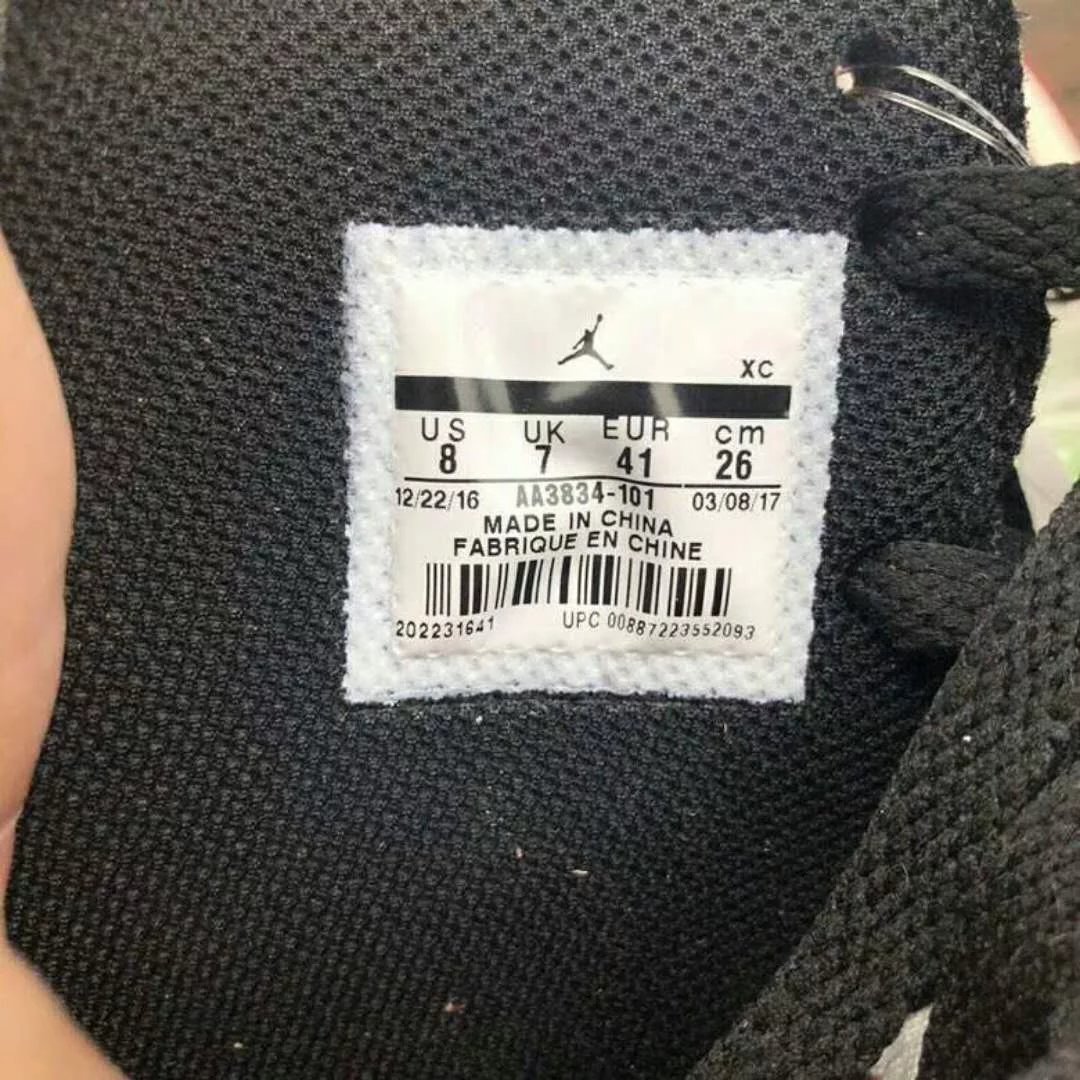 XC
US UK EUR cm
8 7 41 26
12/22/16 AA3834-101 03/08/17
MADE IN CHINA
FABRIQUE EN CHINE
202231641 UPC 00887223552093